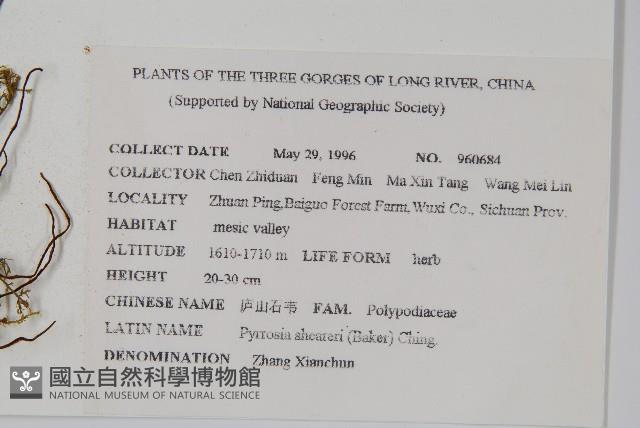 PLANTS OF THE THREE GORGES OF LONG RIVER, CHINA
(Supported by National Geographic Society)
COLLECT DATE May 29, 1996 NO. 960684
COLLECTOR Chen Zhiduan Feng Min Ma Xin Tang Wang Mei Lin
LOCALITY Zhuan Ping,Baiguo Forest Farm,Wuxi Co., Sichuan Prov.
HABITAT mesic valley
ALTITUDE 1610-1710 m LIFE FORM herb
HEIGHT 20-30 cm
CHINESE NAME 庐山石韦 FAM. Polypodiaceae
LATIN NAME Pyrrosia sheareri (Baker) Ching.
DENOMINATION Zhang Xianchun
國立自然科學博物館
NATIONAL MUSEUM OF NATURAL SCIENCE